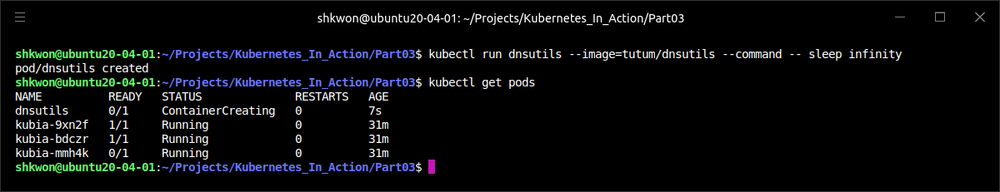 shkwon@ubuntu20-04-01: ~/Projects/Kubernetes_In_Action/Part03
shkwon@ubuntu20-04-01:~/Projects/Kubernetes_In_Action/Part03$ kubectl run dnsutils --image=tutum/dnsutils --command -- sleep infinity
pod/dnsutils created
shkwon@ubuntu20-04-01:~/Projects/Kubernetes_In_Action/Part03$ kubectl get pods
NAME          READY   STATUS              RESTARTS   AGE
dnsutils      0/1     ContainerCreating   0          7s
kubia-9xn2f   1/1     Running             0          31m
kubia-bdczr   1/1     Running             0          31m
kubia-mmh4k   0/1     Running             0          31m
shkwon@ubuntu20-04-01:~/Projects/Kubernetes_In_Action/Part03$